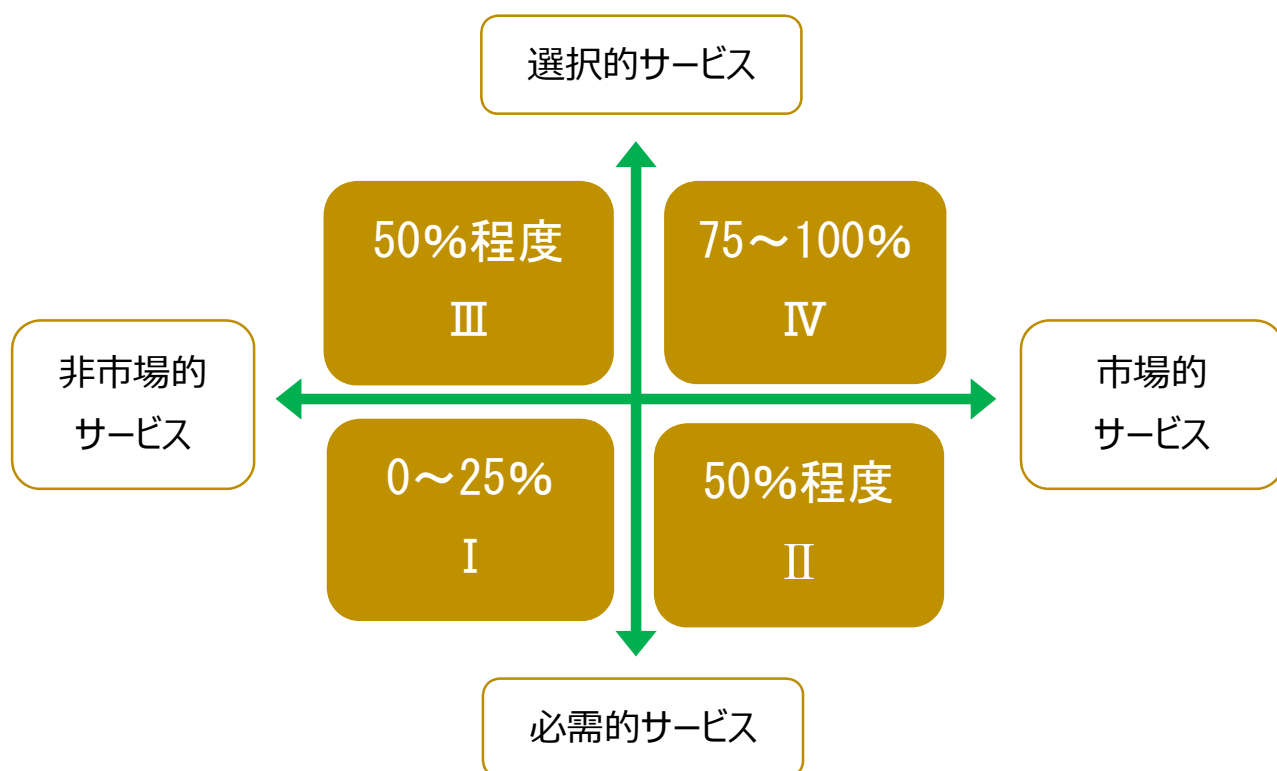 選択的サービス
50%程度
Ⅲ
75～100%
Ⅳ
非市場的
サービス
市場的
サービス
0～25%
Ⅰ
50%程度
Ⅱ
必需的サービス